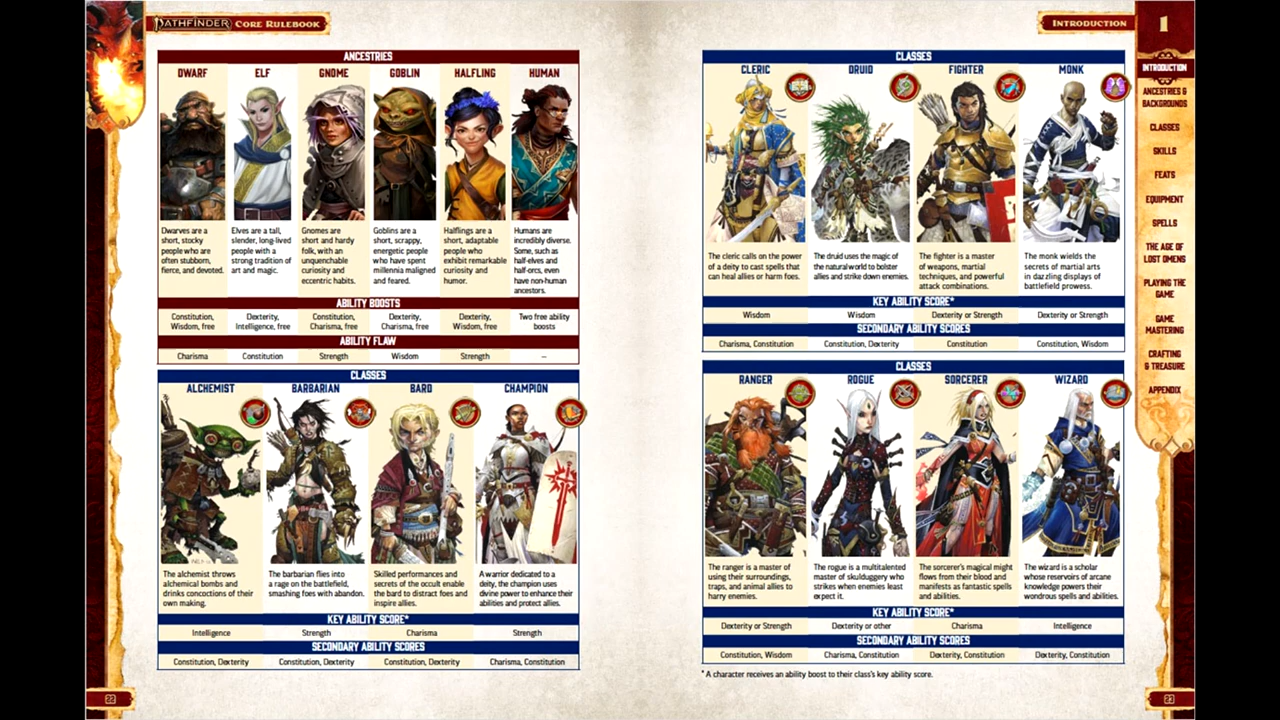 PATHFINDER CORE RULEBOOK
ANCESTRIES
DWARF ELF GNOME GOBLIN HALFLING HUMAN
Dwarves are a
short, stocky
people who are
often stubborn,
fierce, and devoted.
Elves are a tall,
slender, long-lived
people with a
strong tradition of
art and magic.
Gnomes are
short and hardy
folk, with an
unquenchable
curiosity and
eccentric habits.
Goblins are a
short, scrappy,
energetic people
who have spent
millennia maligned
and feared.
Halflings are a
short, adaptable
people who
exhibit remarkable
curiosity and
humor.
Humans are
incredibly diverse.
Some, such as
half-elves and
half-orcs, even
have non-human
ancestors.
ABILITY BOOSTS
Constitution,
Wisdom, free
Dexterity,
Intelligence, free
Constitution,
Charisma, free
Dexterity,
Charisma, free
Dexterity,
Wisdom, free
Two free ability
boosts
ABILITY FLAW
Charisma Constitution Strength Wisdom Strength –
CLASSES
ALCHEMIST BARBARIAN BARD CHAMPION
The alchemist throws
alchemical bombs and
drinks concoctions of their
own making.
The barbarian flies into
a rage on the battlefield,
smashing foes with abandon.
Skilled performances and
secrets of the occult enable
the bard to distract foes and
inspire allies.
A warrior dedicated to a
deity, the champion uses
divine power to enhance their
abilities and protect allies.
KEY ABILITY SCORE*
Intelligence Strength Charisma Strength
SECONDARY ABILITY SCORES
Constitution, Dexterity Constitution, Dexterity Constitution, Dexterity Charisma, Constitution
22
INTRODUCTION
1
CLASSES
CLERIC DRUID FIGHTER MONK
The cleric calls on the power
of a deity to cast spells that
can heal allies or harm foes.
The druid uses the magic of
the natural world to bolster
allies and strike down enemies.
The fighter is a master
of weapons, martial
techniques, and powerful
attack combinations.
The monk wields the
secrets of martial arts
in dazzling displays of
battlefield prowess.
KEY ABILITY SCORE*
Wisdom Wisdom Dexterity or Strength Dexterity or Strength
SECONDARY ABILITY SCORES
Charisma, Constitution Constitution, Dexterity Constitution Constitution, Wisdom
CLASSES
RANGER ROGUE SORCERER WIZARD
The ranger is a master of
using their surroundings,
traps, and animal allies to
harry enemies.
The rogue is a multitalented
master of skulduggery who
strikes when enemies least
expect it.
The sorcerer's magical might
flows from their blood and
manifests as fantastic spells
and abilities.
The wizard is a scholar
whose reservoirs of arcane
knowledge powers their
wondrous spells and abilities.
KEY ABILITY SCORE*
Dexterity or Strength Dexterity or other Charisma Intelligence
SECONDARY ABILITY SCORES
Constitution, Wisdom Charisma, Constitution Dexterity, Constitution Dexterity, Constitution
* A character receives an ability boost to their class's key ability score.
INTRODUCTION
ANCESTRIES &
BACKGROUNDS
CLASSES
SKILLS
FEATS
EQUIPMENT
SPELLS
THE AGE OF
LOST OMENS
PLAYING THE
GAME
GAME
MASTERING
CRAFTING
& TREASURE
APPENDIX
23